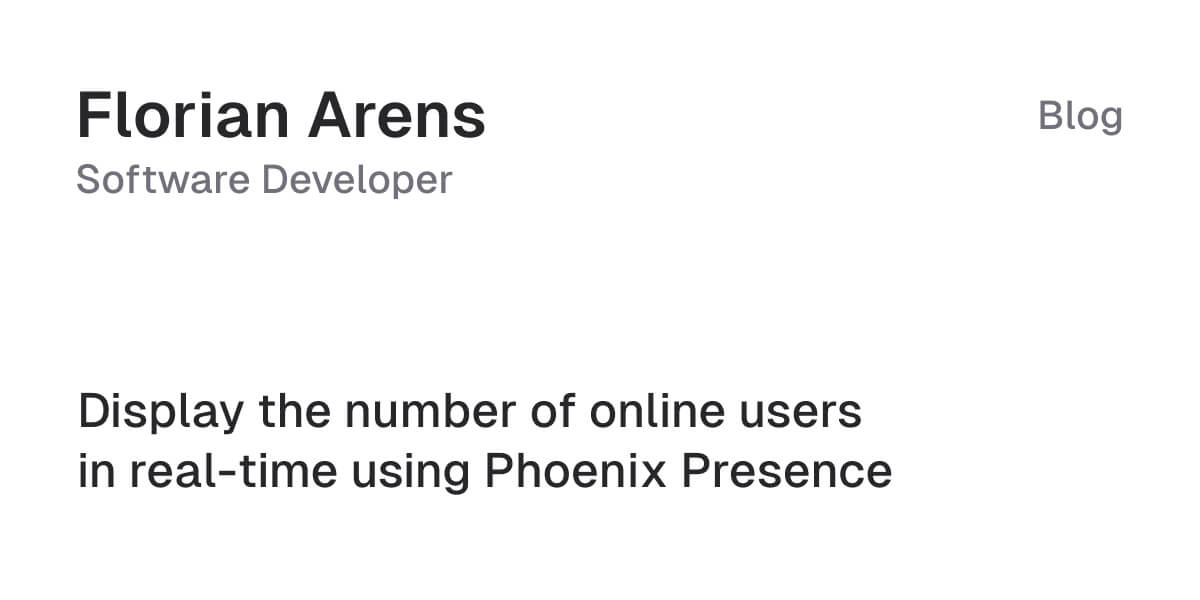 Florian Arens
Blog
Software Developer
Display the number of online users
in real-time using Phoenix Presence